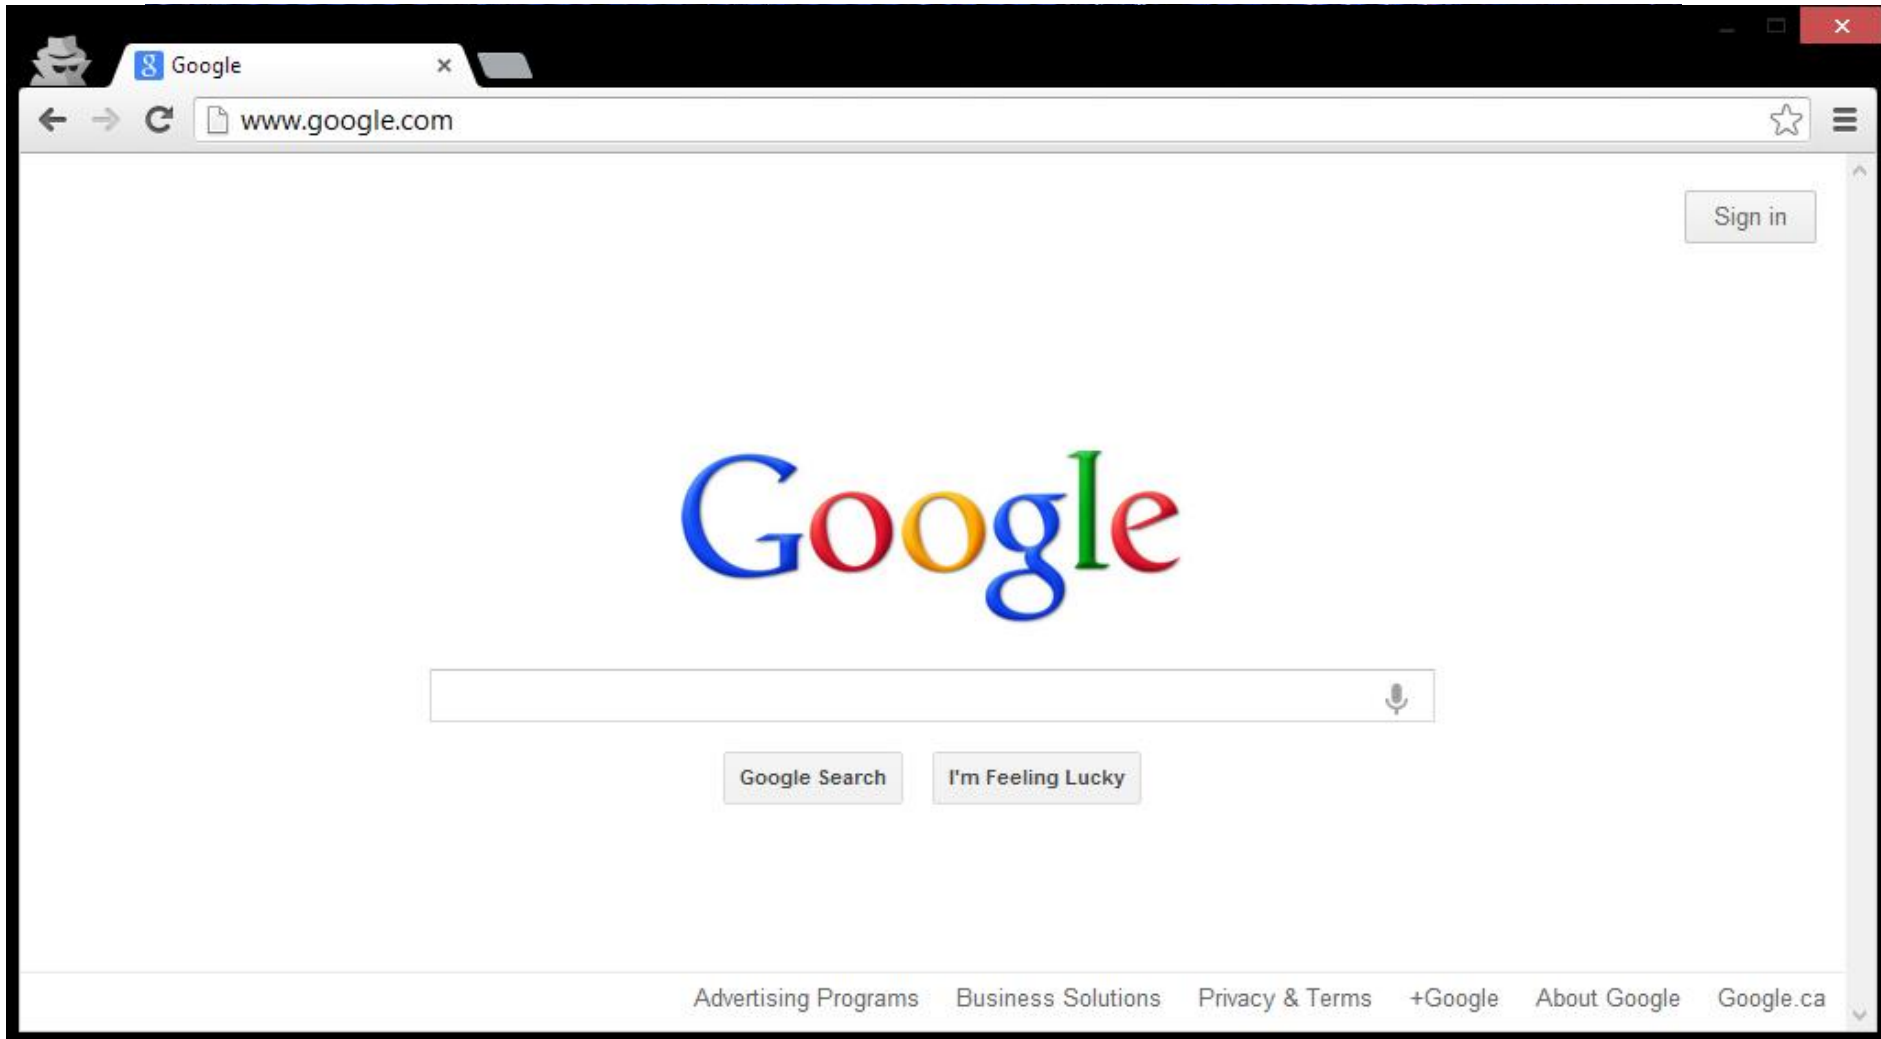 Google
www.google.com
Sign in
Google
Google Search I'm Feeling Lucky
Advertising Programs Business Solutions Privacy & Terms +Google About Google Google.ca